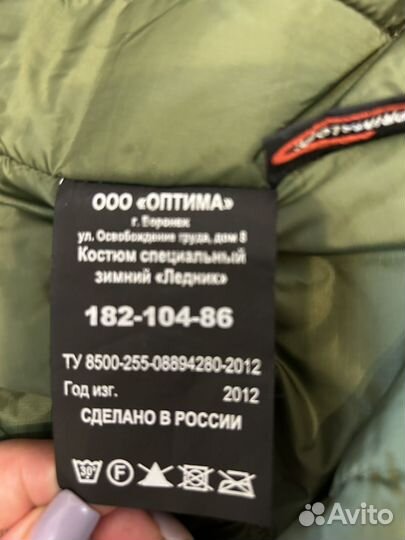 ООО «ОПТИМА»
г. Воронеж
ул. Освобождение труда, дом 8
Костюм специальный
зимний «Ледник»
182-104-86
ТУ 8500-255-08894280-2012
Год изг. 2012
СДЕЛАНО В РОССИИ
30°
F
Avito